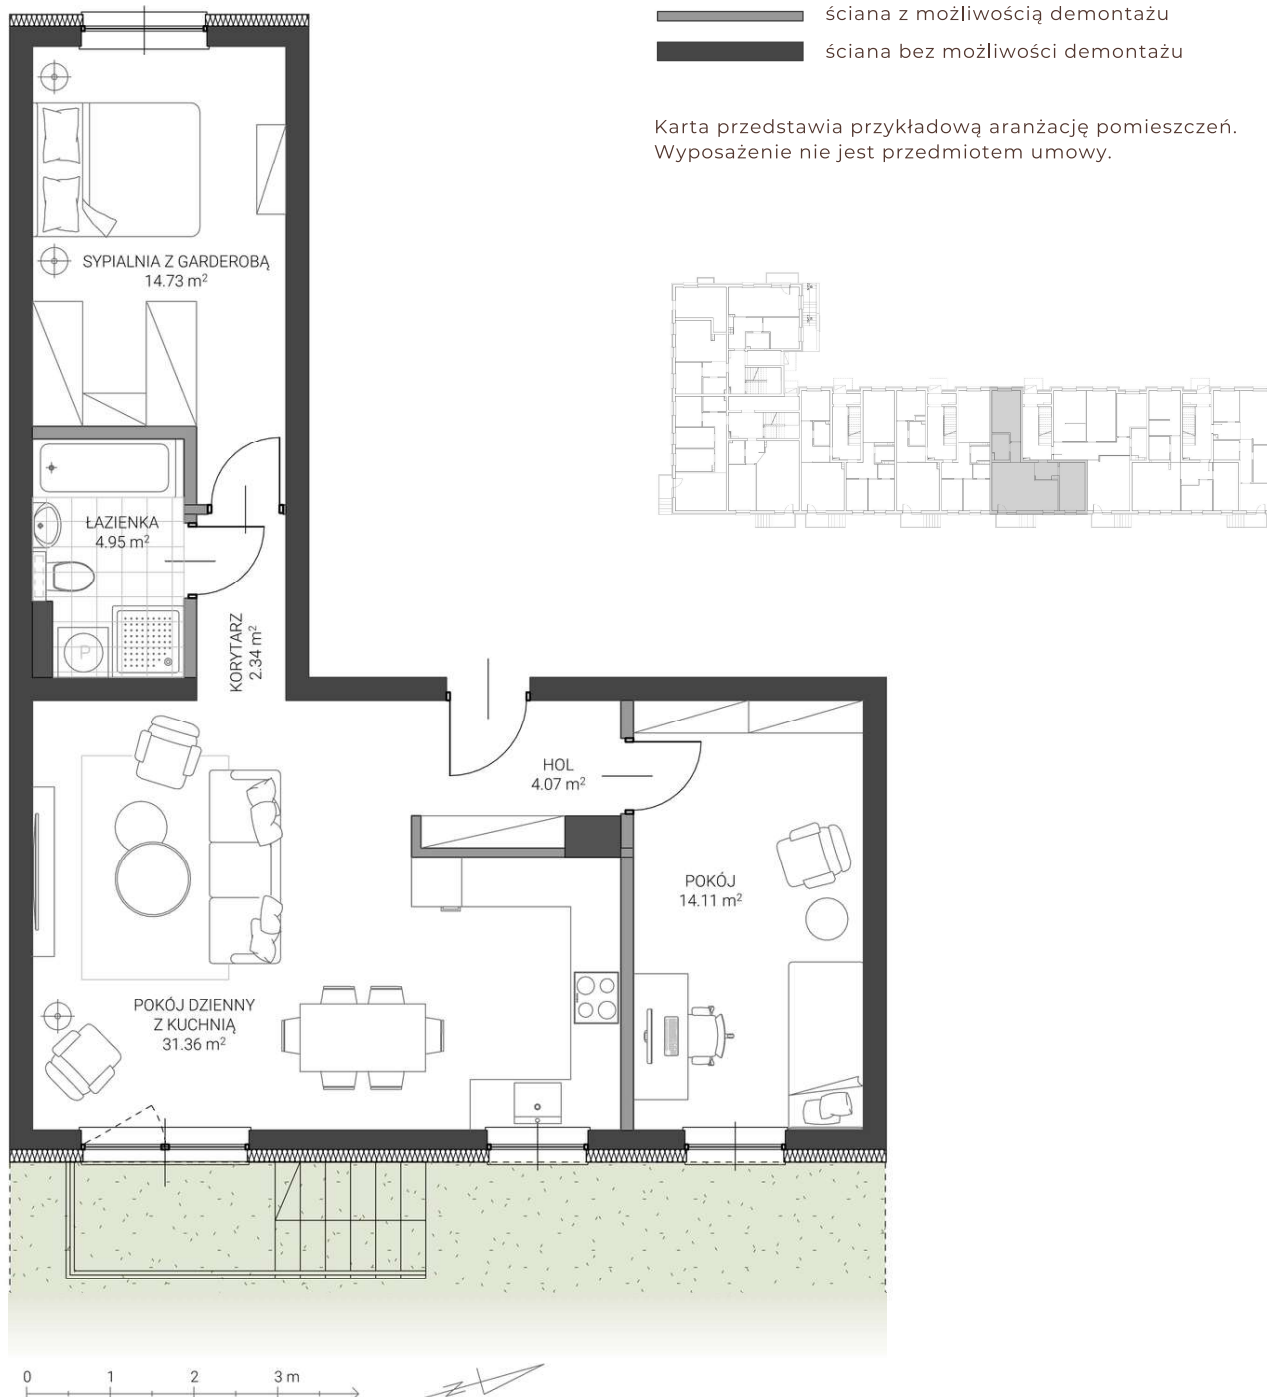 ściana z możliwością demontażu
ściana bez możliwości demontażu
Karta przedstawia przykładową aranżację pomieszczeń.
Wyposażenie nie jest przedmiotem umowy.
SYPIALNIA Z GARDEROBĄ
14.73 m²
ŁAZIENKA
4.95 m²
P
KORYTARZ
2.34 m²
HOL
4.07 m²
POKÓJ
14.11 m²
POKÓJ DZIENNY
Z KUCHNIĄ
31.36 m²
0 1 2 3 m
N